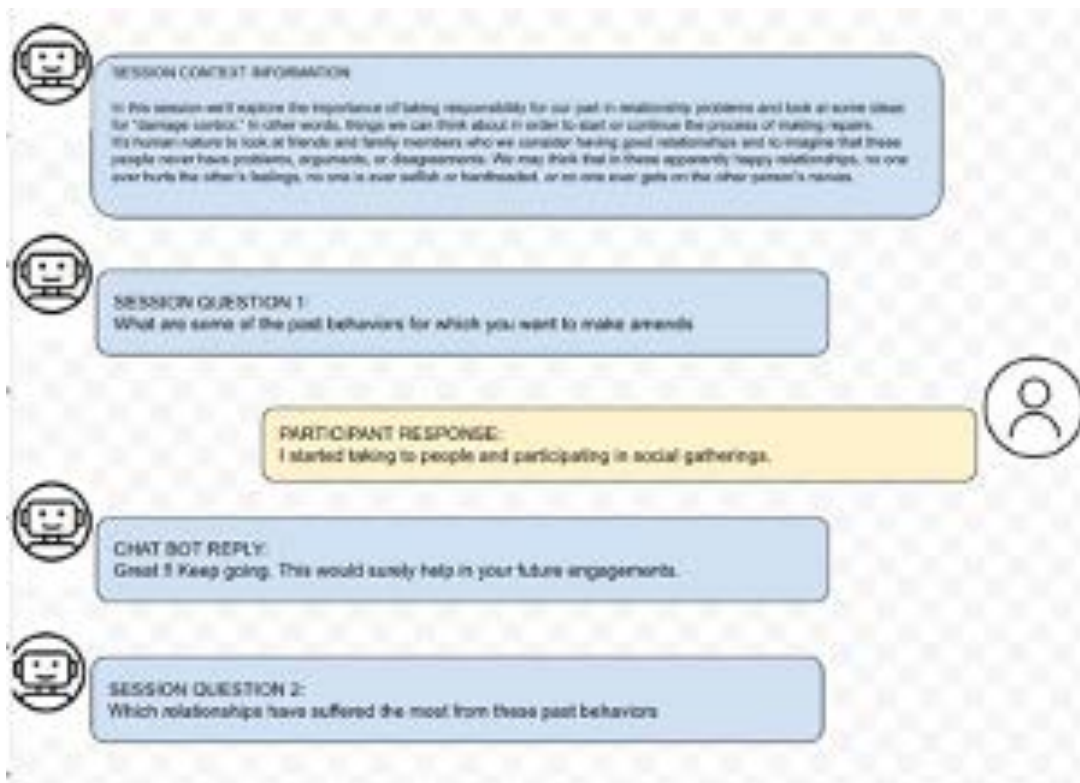 SESSION CONTEXT INFORMATION
In this session we'll explore the importance of taking responsibility for our part in relationship problems and look at some ideas
for "damage control." In other words, things we can think about in order to start or continue the process of making repairs.
It's human nature to look at friends and family members who we consider having good relationships and to imagine that these
people never have problems, arguments, or disagreements. We may think that in these apparently happy relationships, no one
ever hurts the other's feelings, no one is ever selfish or hardheaded, or no one ever gets on the other person's nerves.
SESSION QUESTION 1:
What are some of the past behaviors for which you want to make amends
PARTICIPANT RESPONSE:
I started taking to people and participating in social gatherings.
CHAT BOT REPLY:
Great !! Keep going. This would surely help in your future engagements.
SESSION QUESTION 2:
Which relationships have suffered the most from these past behaviors